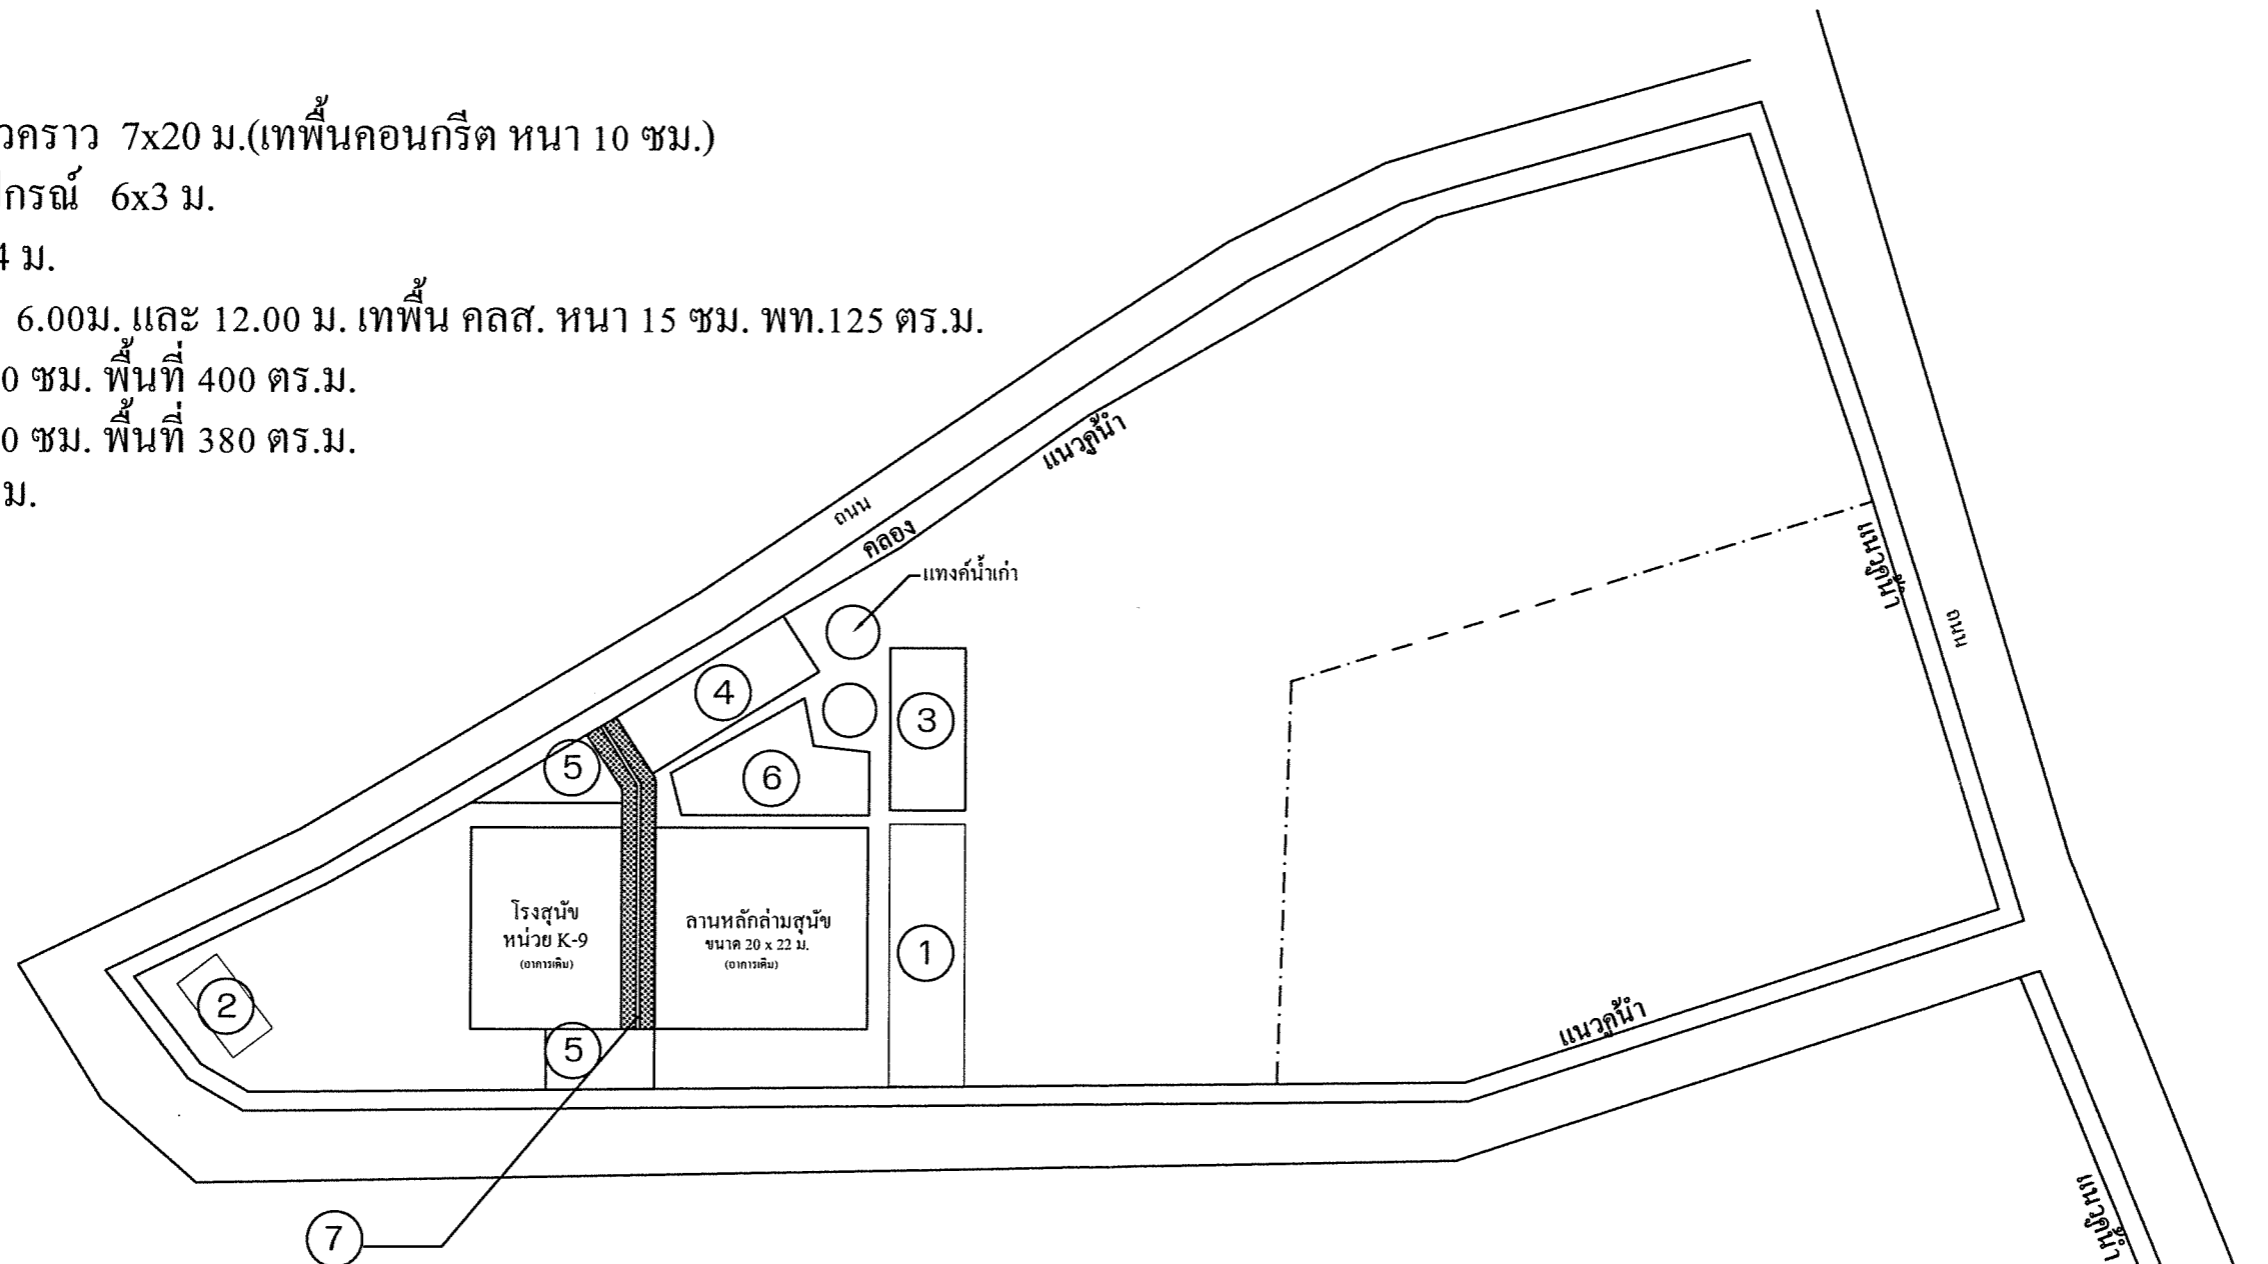 วคราว 7x20 ม.(เทพื้นคอนกรีต หนา 10 ซม.)
กรณ์ 6x3 ม.
4 ม.
6.00ม. และ 12.00 ม. เทพื้น คลส. หนา 15 ซม. พท.125 ตร.ม.
0 ซม. พื้นที่ 400 ตร.ม.
0 ซม. พื้นที่ 380 ตร.ม.
ม.
แนวคูน้ำ
ถนน
คลอง
แทงค์น้ำเก่า
แนวคูน้ำ
ถนน
4
3
5
6
โรงสุนัข
หน่วย K-9
(อาการเดิม)
ลานหลักล่ามสุนัข
ขนาด 20 x 22 ม.
(อาการเดิม)
1
2
5
แนวคูน้ำ
7
แนวคูน้ำ